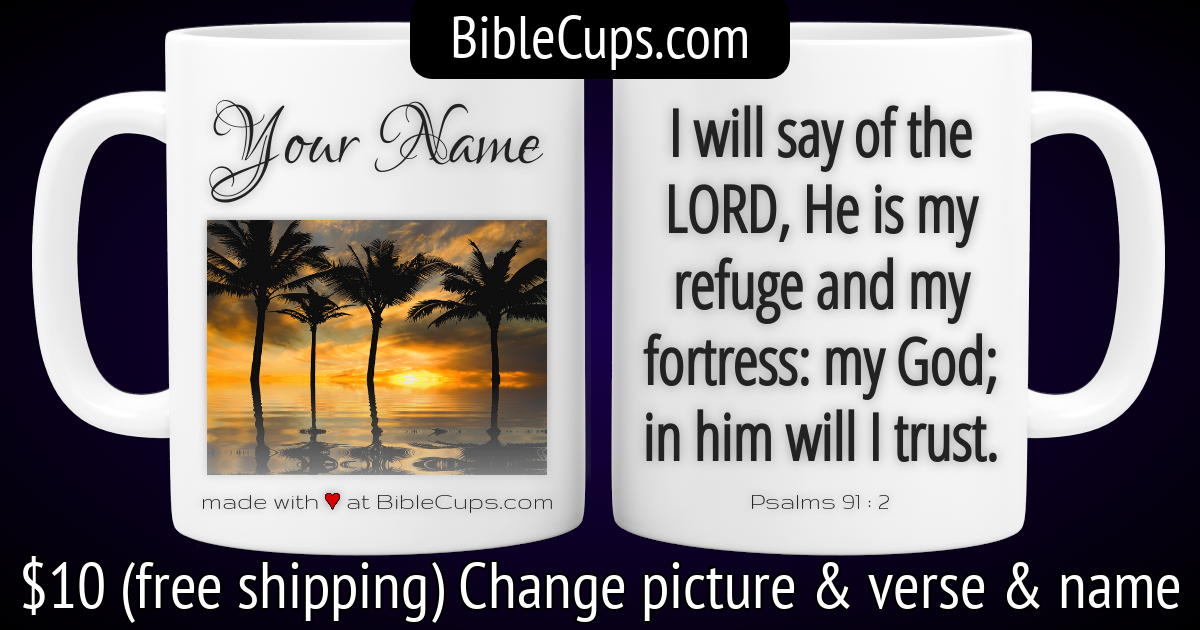 BibleCups.com
Your Name
made with ♥ at BibleCups.com
I will say of the
LORD, He is my
refuge and my
fortress: my God;
in him will I trust.
Psalms 91 : 2
$10 (free shipping) Change picture & verse & name